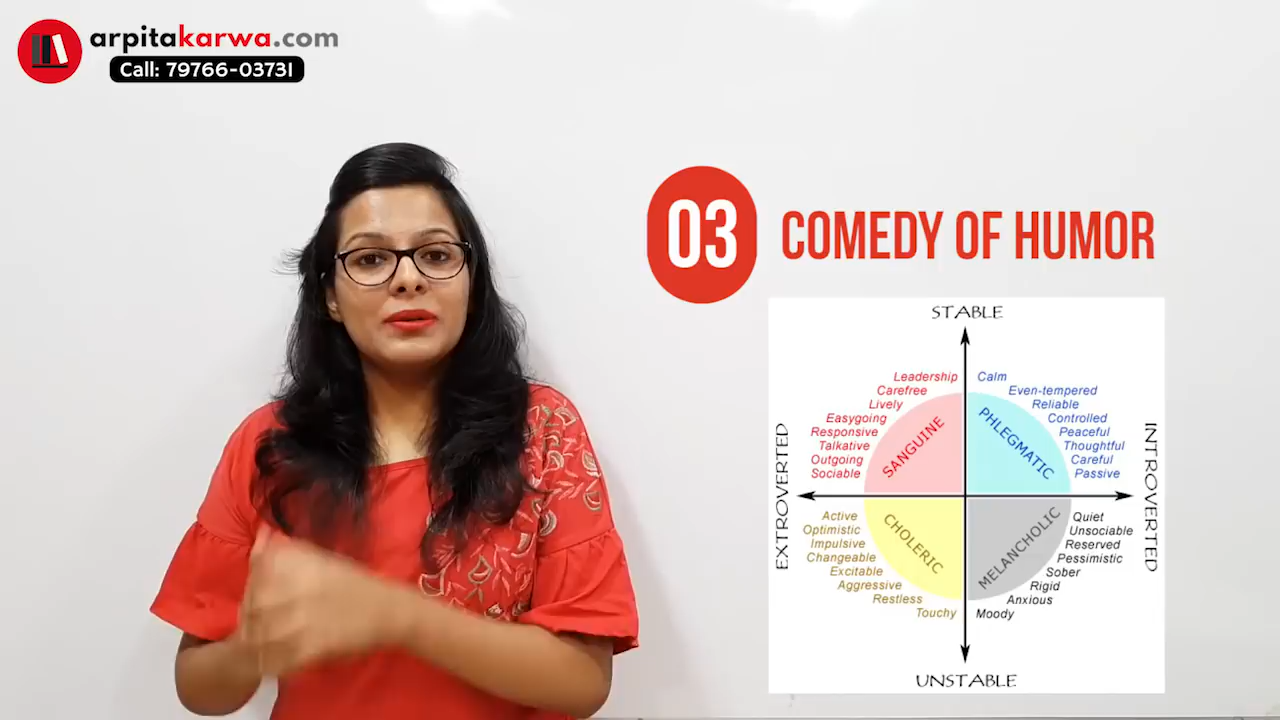 arpitakarwa.com
Call: 79766-03731
03 COMEDY OF HUMOR
STABLE
EXTROVERTED
Leadership
Carefree
Lively
Easygoing
Responsive
Talkative
Outgoing
Sociable
SANGUINE
Calm
Even-tempered
Reliable
Controlled
Peaceful
Thoughtful
Careful
Passive
PHLEGMATIC
INTROVERTED
Active
Optimistic
Impulsive
Changeable
Excitable
Aggressive
Restless
Touchy
CHOLERIC
Quiet
Unsociable
Reserved
Pessimistic
Sober
Rigid
Anxious
Moody
MELANCHOLIC
UNSTABLE